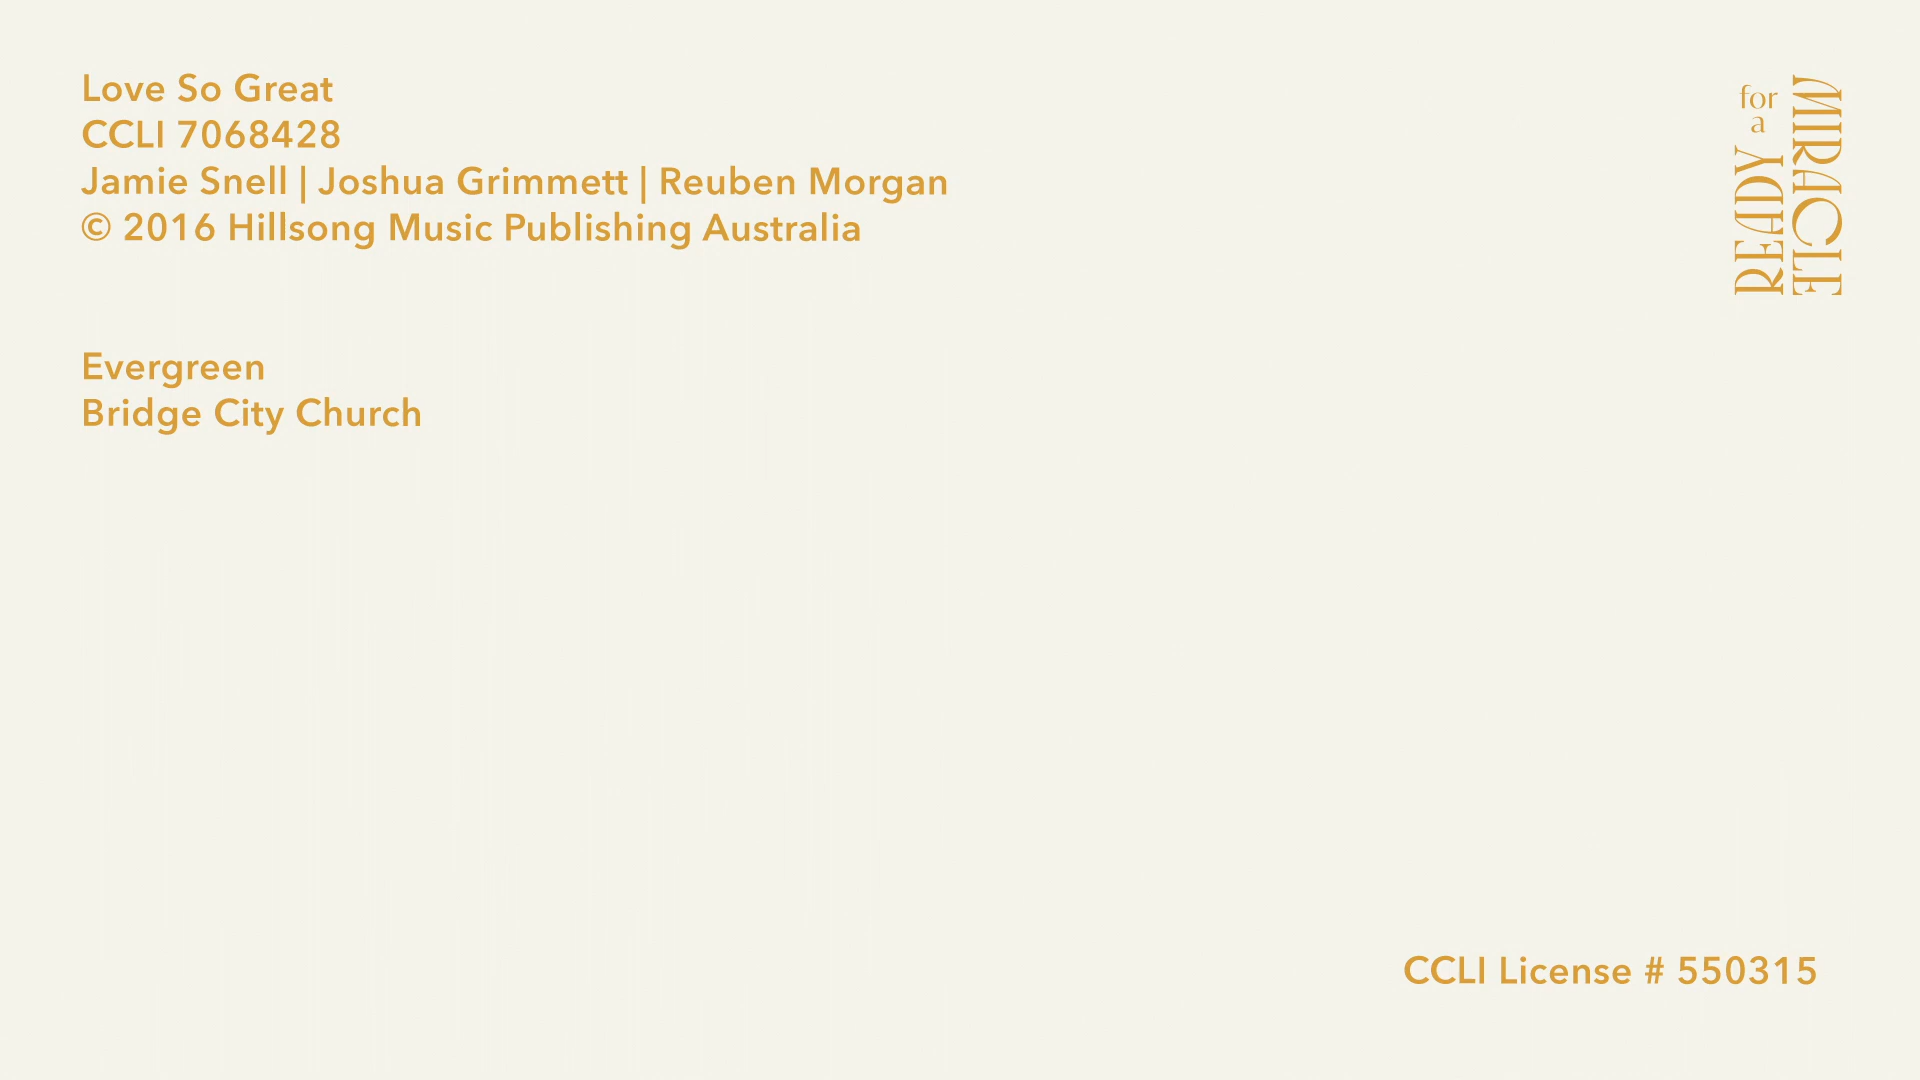 Love So Great
CCLI 7068428
Jamie Snell | Joshua Grimmett | Reuben Morgan
© 2016 Hillsong Music Publishing Australia
Evergreen
Bridge City Church
READY for a
MIRACLE
CCLI License # 550315